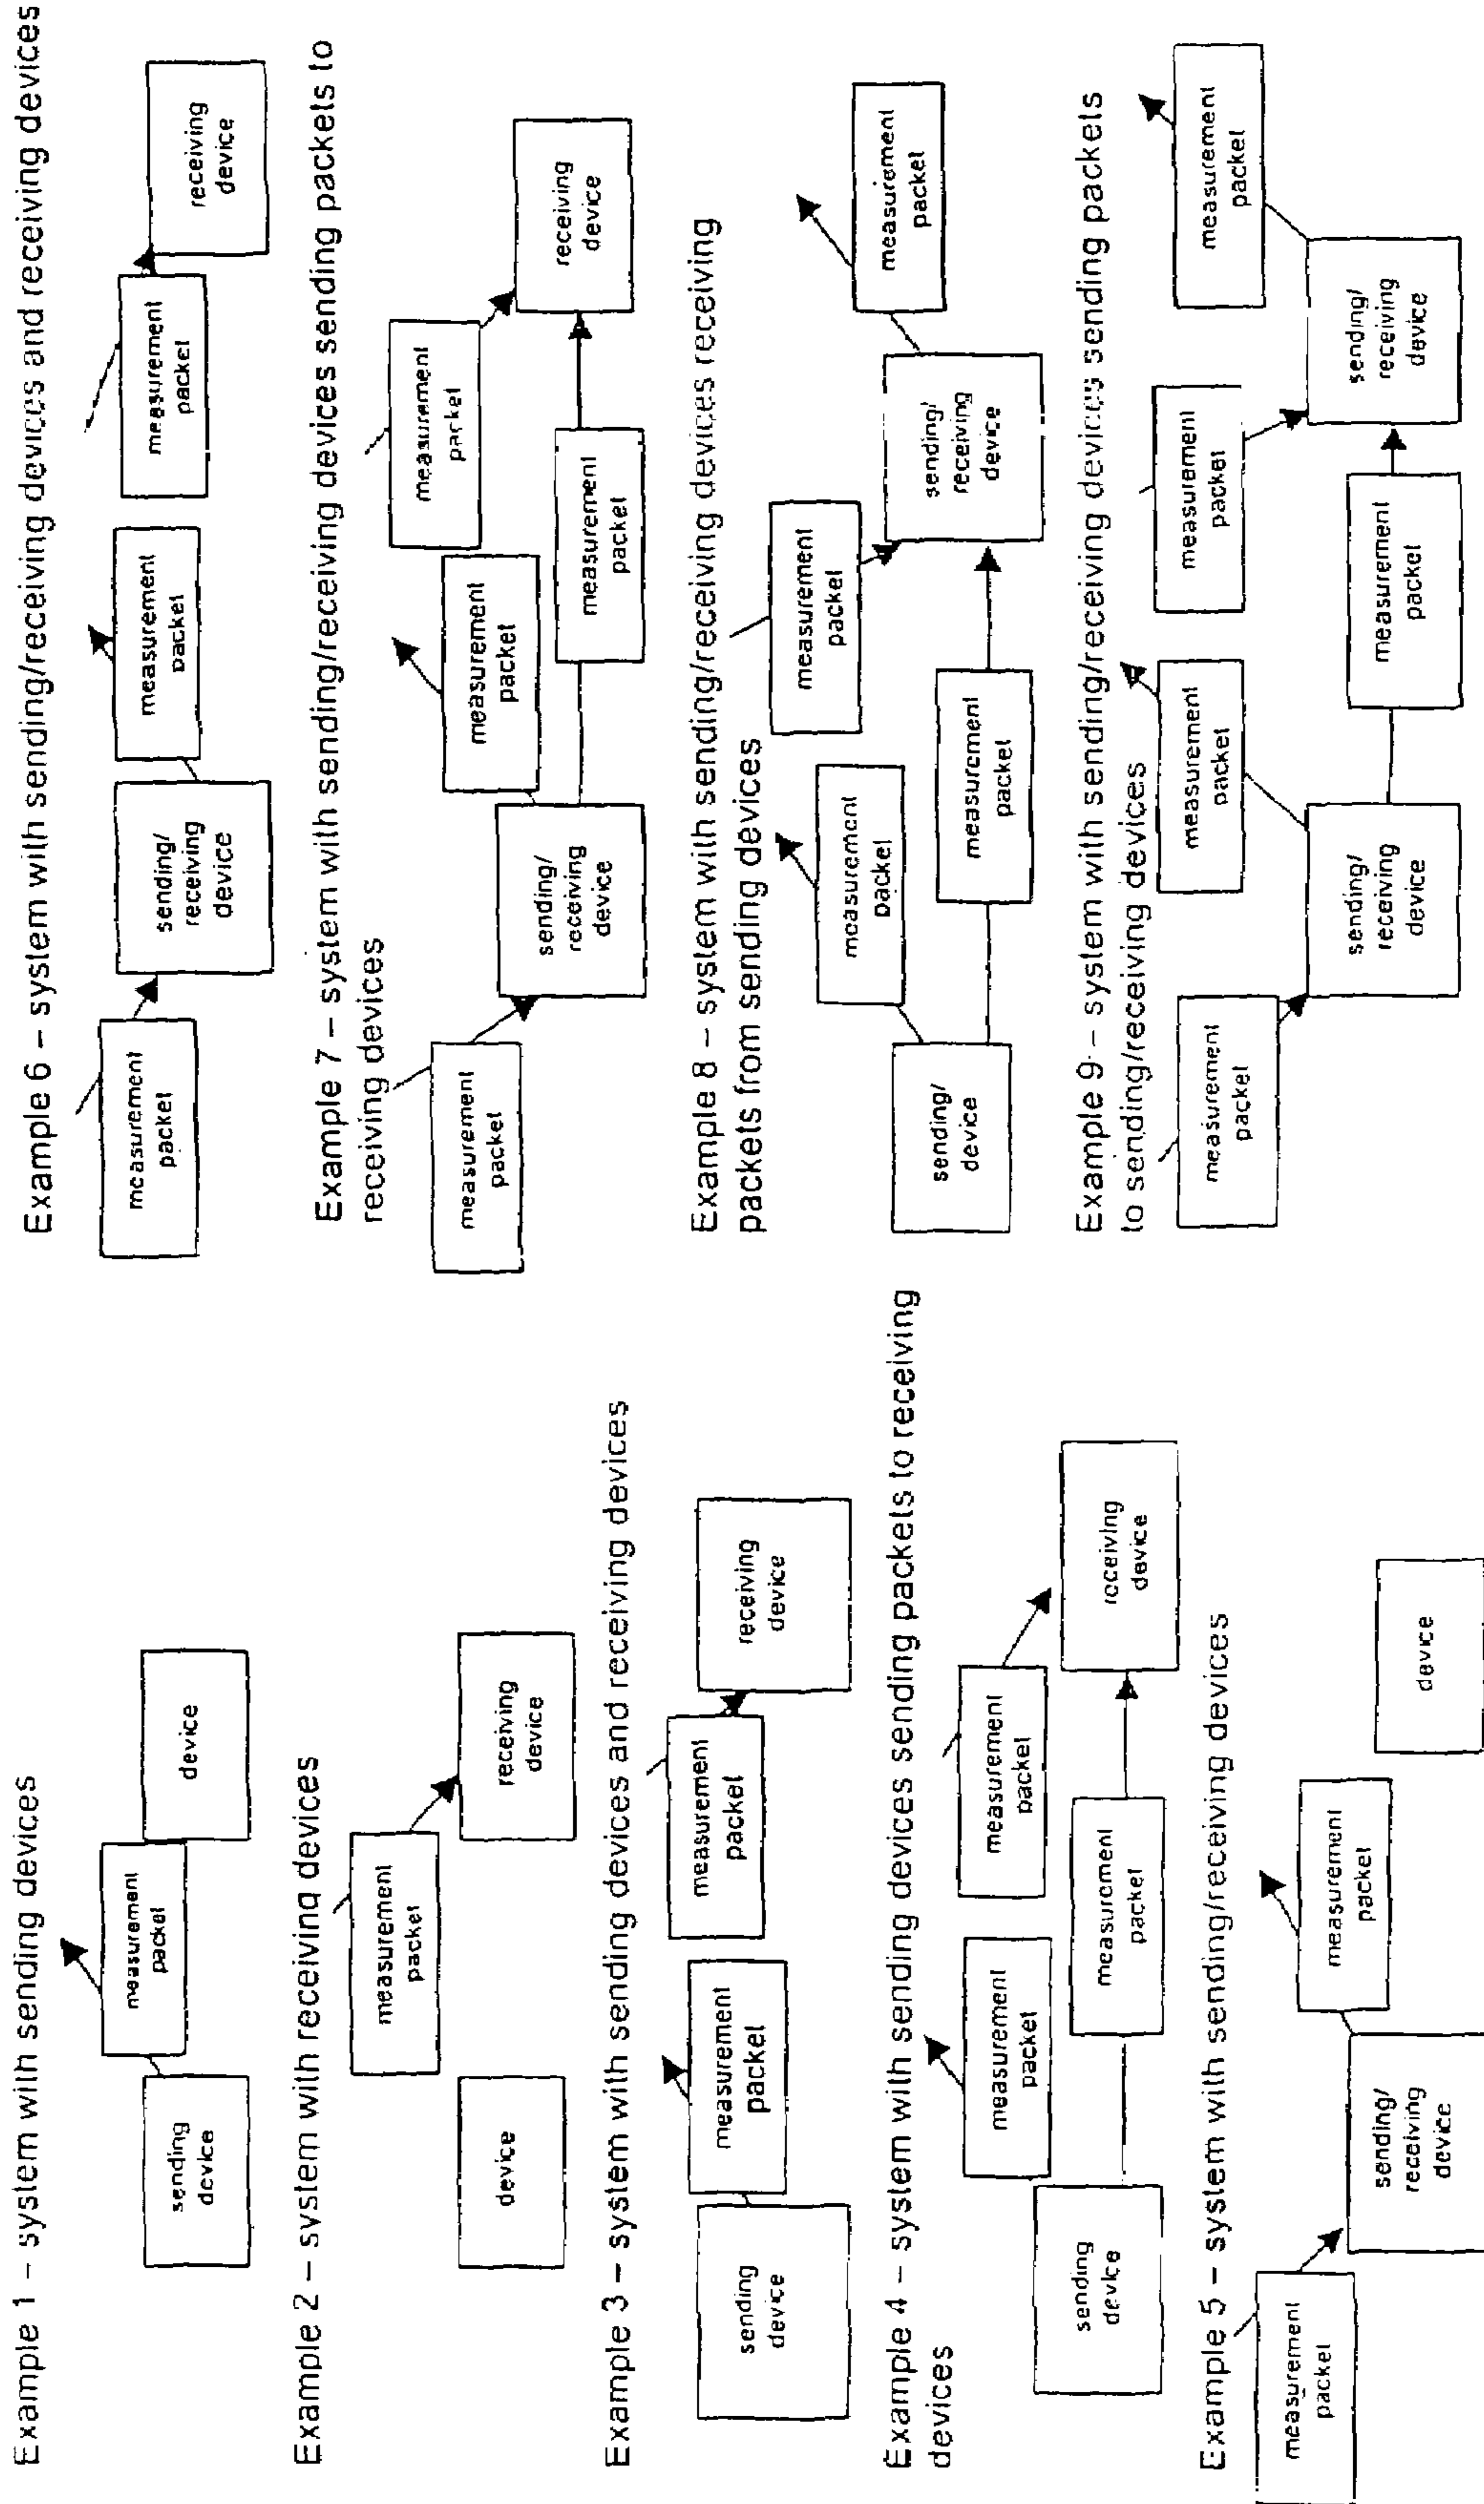 Example 1 – system with sending devices
sending
device
measurement
packet
device
Example 2 – system with receiving devices
device
measurement
packet
receiving
device
Example 3 – system with sending devices and receiving devices
sending
device
measurement
packet
measurement
packet
receiving
device
Example 4 – system with sending devices sending packets to receiving
devices
sending
device
measurement
packet
measurement
packet
measurement
packet
receiving
device
Example 5 – system with sending/receiving devices
measurement
packet
sending/
receiving
device
measurement
packet
device
Example 6 – system with sending/receiving devices and receiving devices
measurement
packet
sending/
receiving
device
measurement
packet
measurement
packet
receiving
device
Example 7 – system with sending/receiving devices sending packets to
receiving devices
measurement
packet
sending/
receiving
device
measurement
packet
measurement
packet
measurement
packet
receiving
device
Example 8 – system with sending/receiving devices receiving
packets from sending devices
sending/
device
measurement
packet
measurement
packet
measurement
packet
sending/
receiving
device
measurement
packet
Example 9 – system with sending/receiving devices sending packets
to sending/receiving devices
measurement
packet
sending/
receiving
device
measurement
packet
measurement
packet
measurement
packet
sending/
receiving
device
measurement
packet